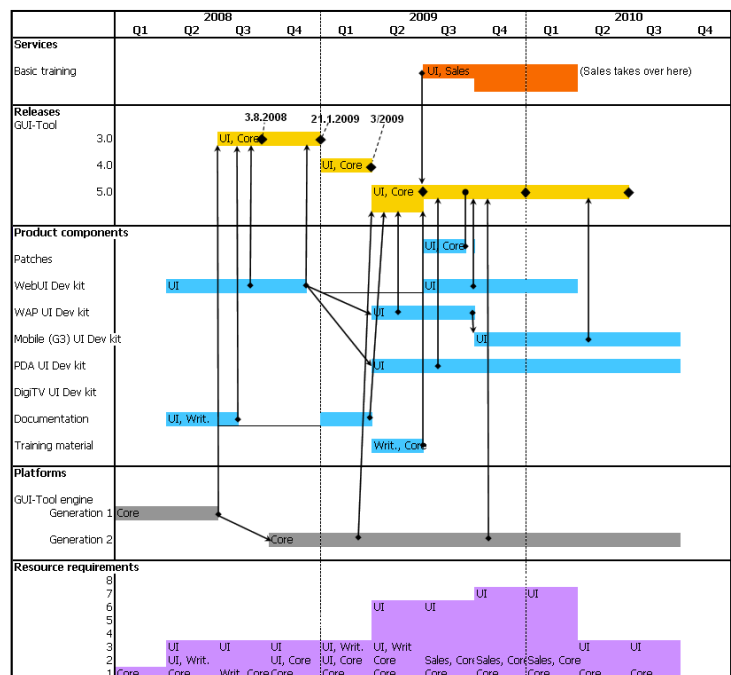 2008 2009 2010
Q1 Q2 Q3 Q4 Q1 Q2 Q3 Q4 Q1 Q2 Q3 Q4
Services
Basic training UI, Sales (Sales takes over here)
Releases
GUI-Tool 3.8.2008 21.1.2009 3/2009
3.0 UI, Core
4.0 UI, Core
5.0 UI, Core
Product components
UI, Core
Patches
WebUI Dev kit UI UI
WAP UI Dev kit UI
Mobile (G3) UI Dev kit UI
PDA UI Dev kit UI
DigiTV UI Dev kit
Documentation UI, Writ.
Training material Writ., Core
Platforms
GUI-Tool engine
Generation 1 Core
Generation 2 Core
Resource requirements
8
7 UI UI
6 UI UI
5
4
3 UI UI UI UI, Writ. UI, Writ UI UI
2 UI, Writ. UI, Core UI, Core Core Sales, Core Sales, Core Sales, Core Core Core
1 Core Core Writ. Core Core Core Core Core Core Core Core Core